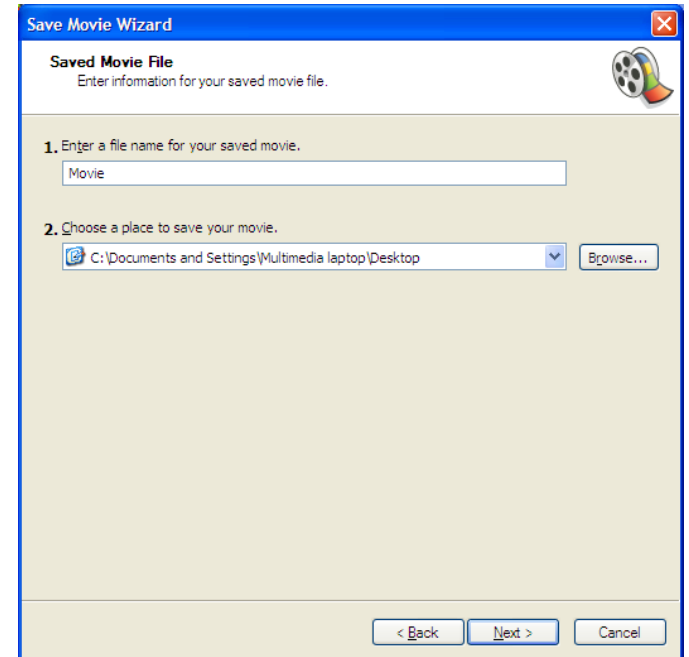 Save Movie Wizard
Saved Movie File
Enter information for your saved movie file.
1. Enter a file name for your saved movie.
Movie
2. Choose a place to save your movie.
C:\Documents and Settings\Multimedia laptop\Desktop
Browse...
< Back Next > Cancel